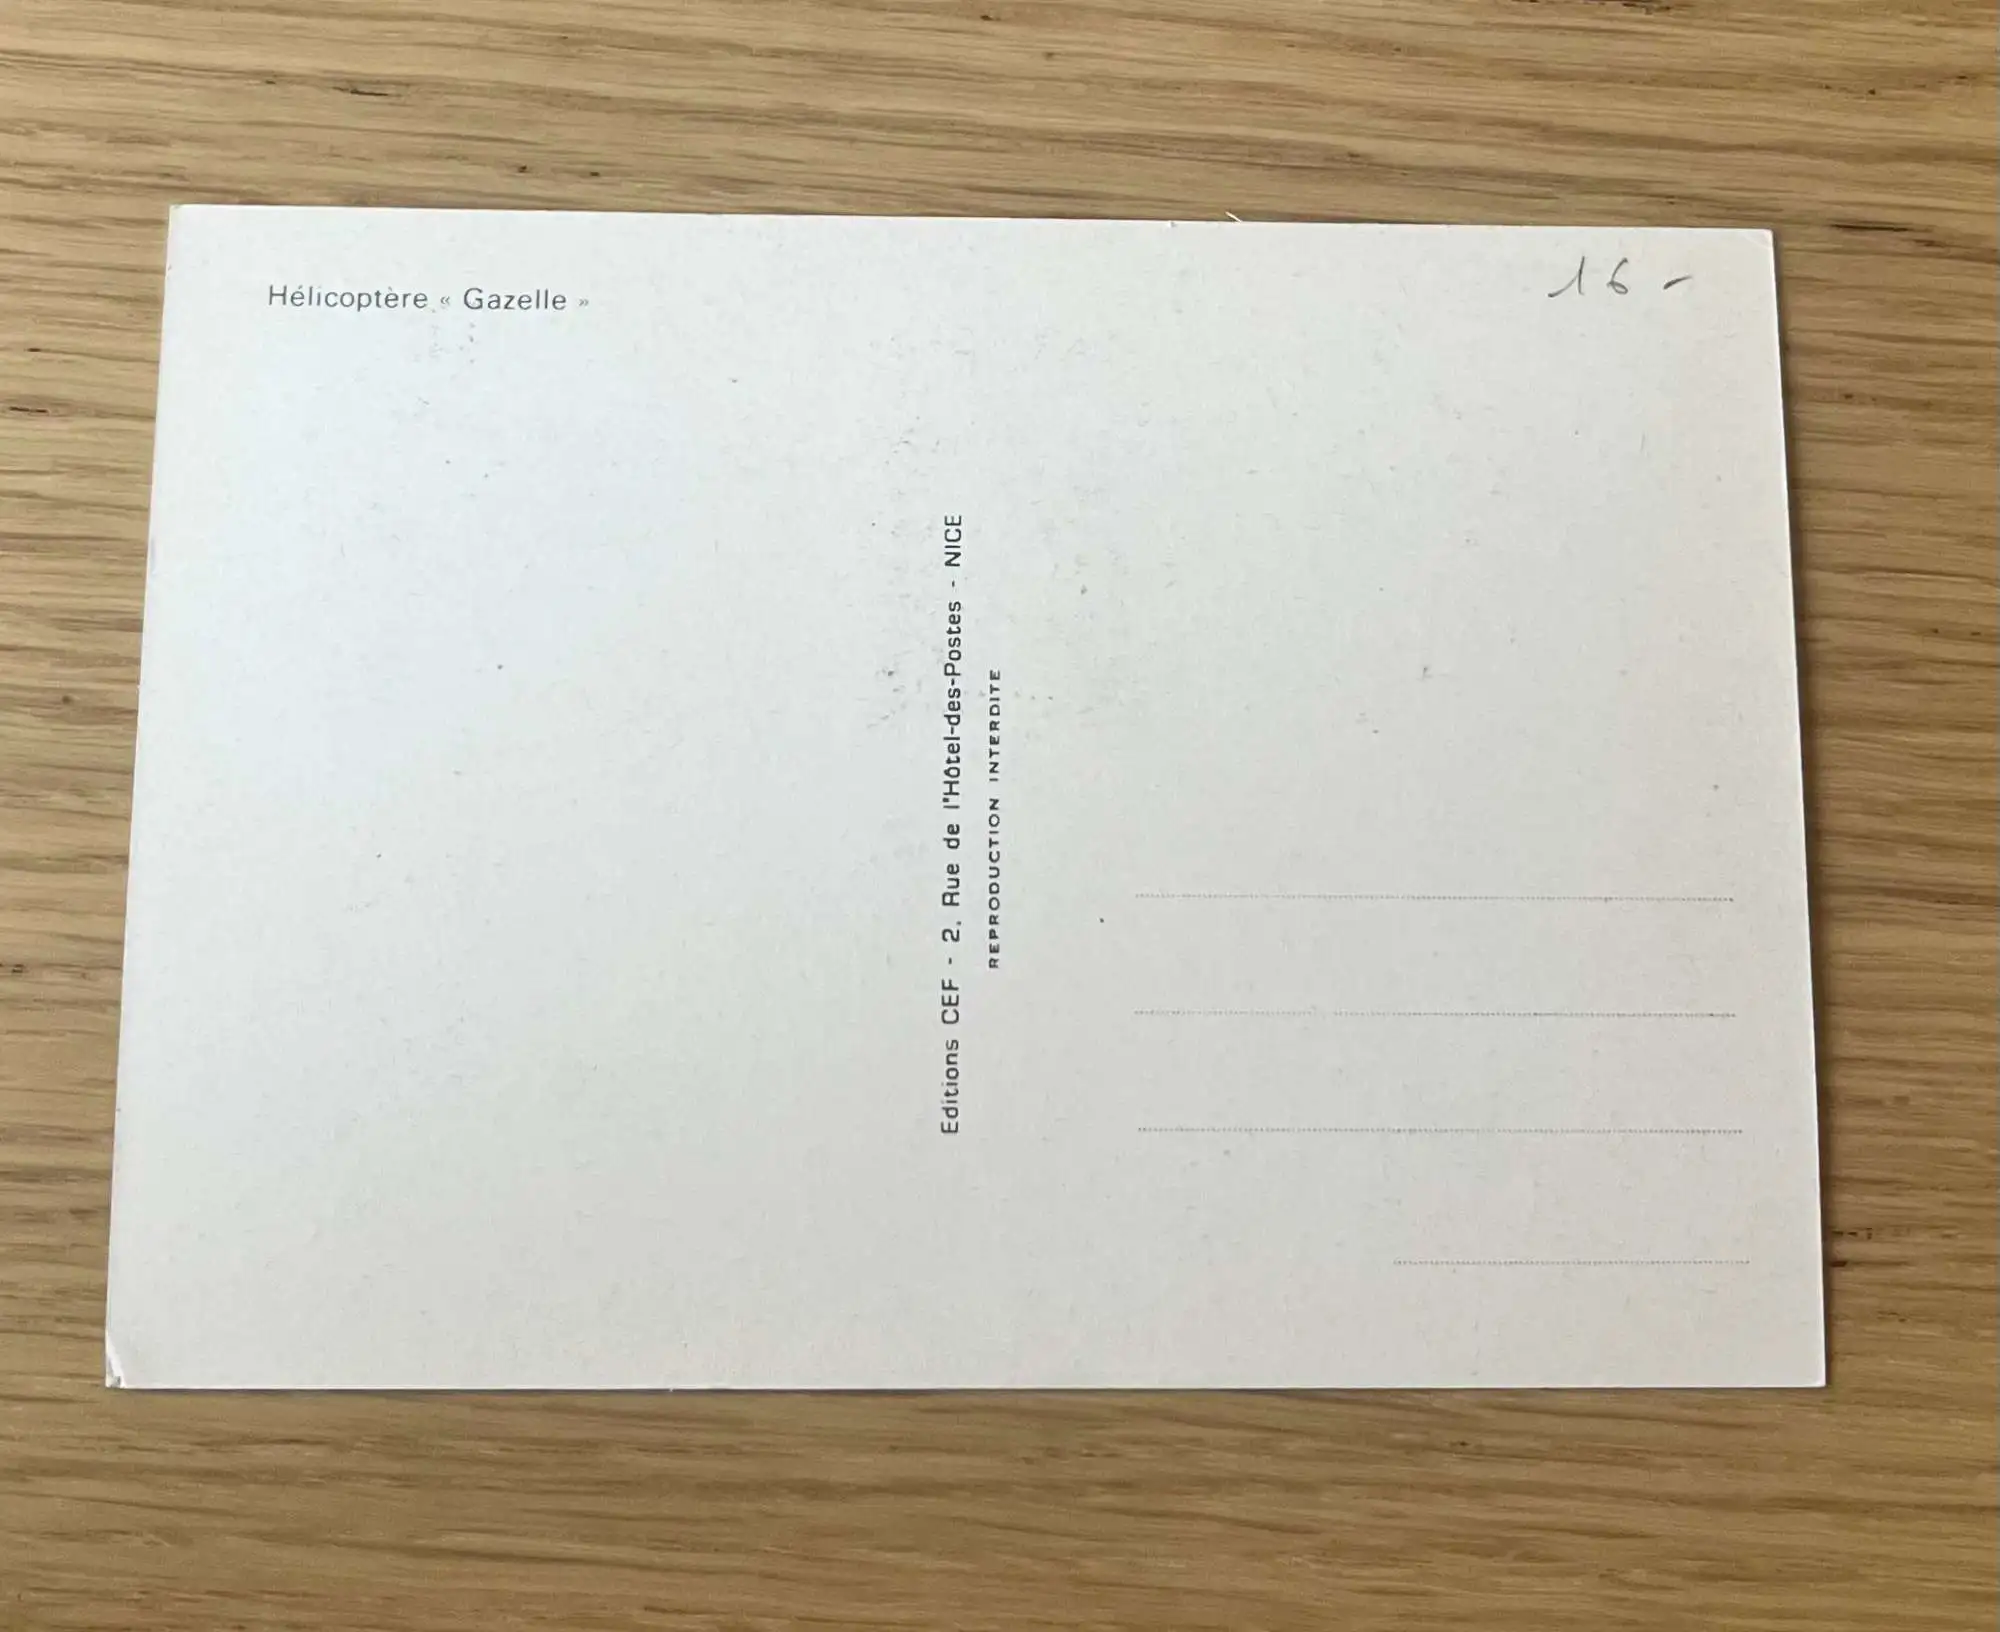 Hélicoptère « Gazelle »
16 -
Editions CEF - 2, Rue de l'Hôtel-des-Postes - NICE
REPRODUCTION INTERDITE